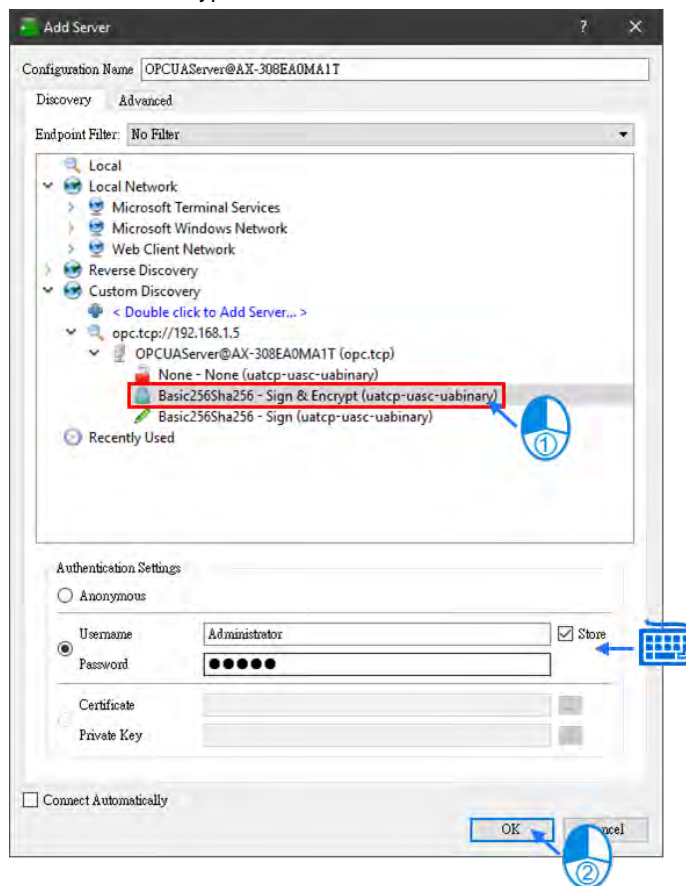 Add Server ? ×
Configuration Name OPCUAServer@AX-308EA0MA1T
Discovery Advanced
Endpoint Filter: No Filter
Local
Local Network
Microsoft Terminal Services
Microsoft Windows Network
Web Client Network
Reverse Discovery
Custom Discovery
< Double click to Add Server... >
opc.tcp://192.168.1.5
OPCUAServer@AX-308EA0MA1T (opc.tcp)
None - None (uatcp-uasc-uabinary)
Basic256Sha256 - Sign & Encrypt (uatcp-uasc-uabinary)
①
Basic256Sha256 - Sign (uatcp-uasc-uabinary)
Recently Used
Authentication Settings
Anonymous
Username Administrator Store
Password ●●●●●
Certificate
Private Key
Connect Automatically
OK
②